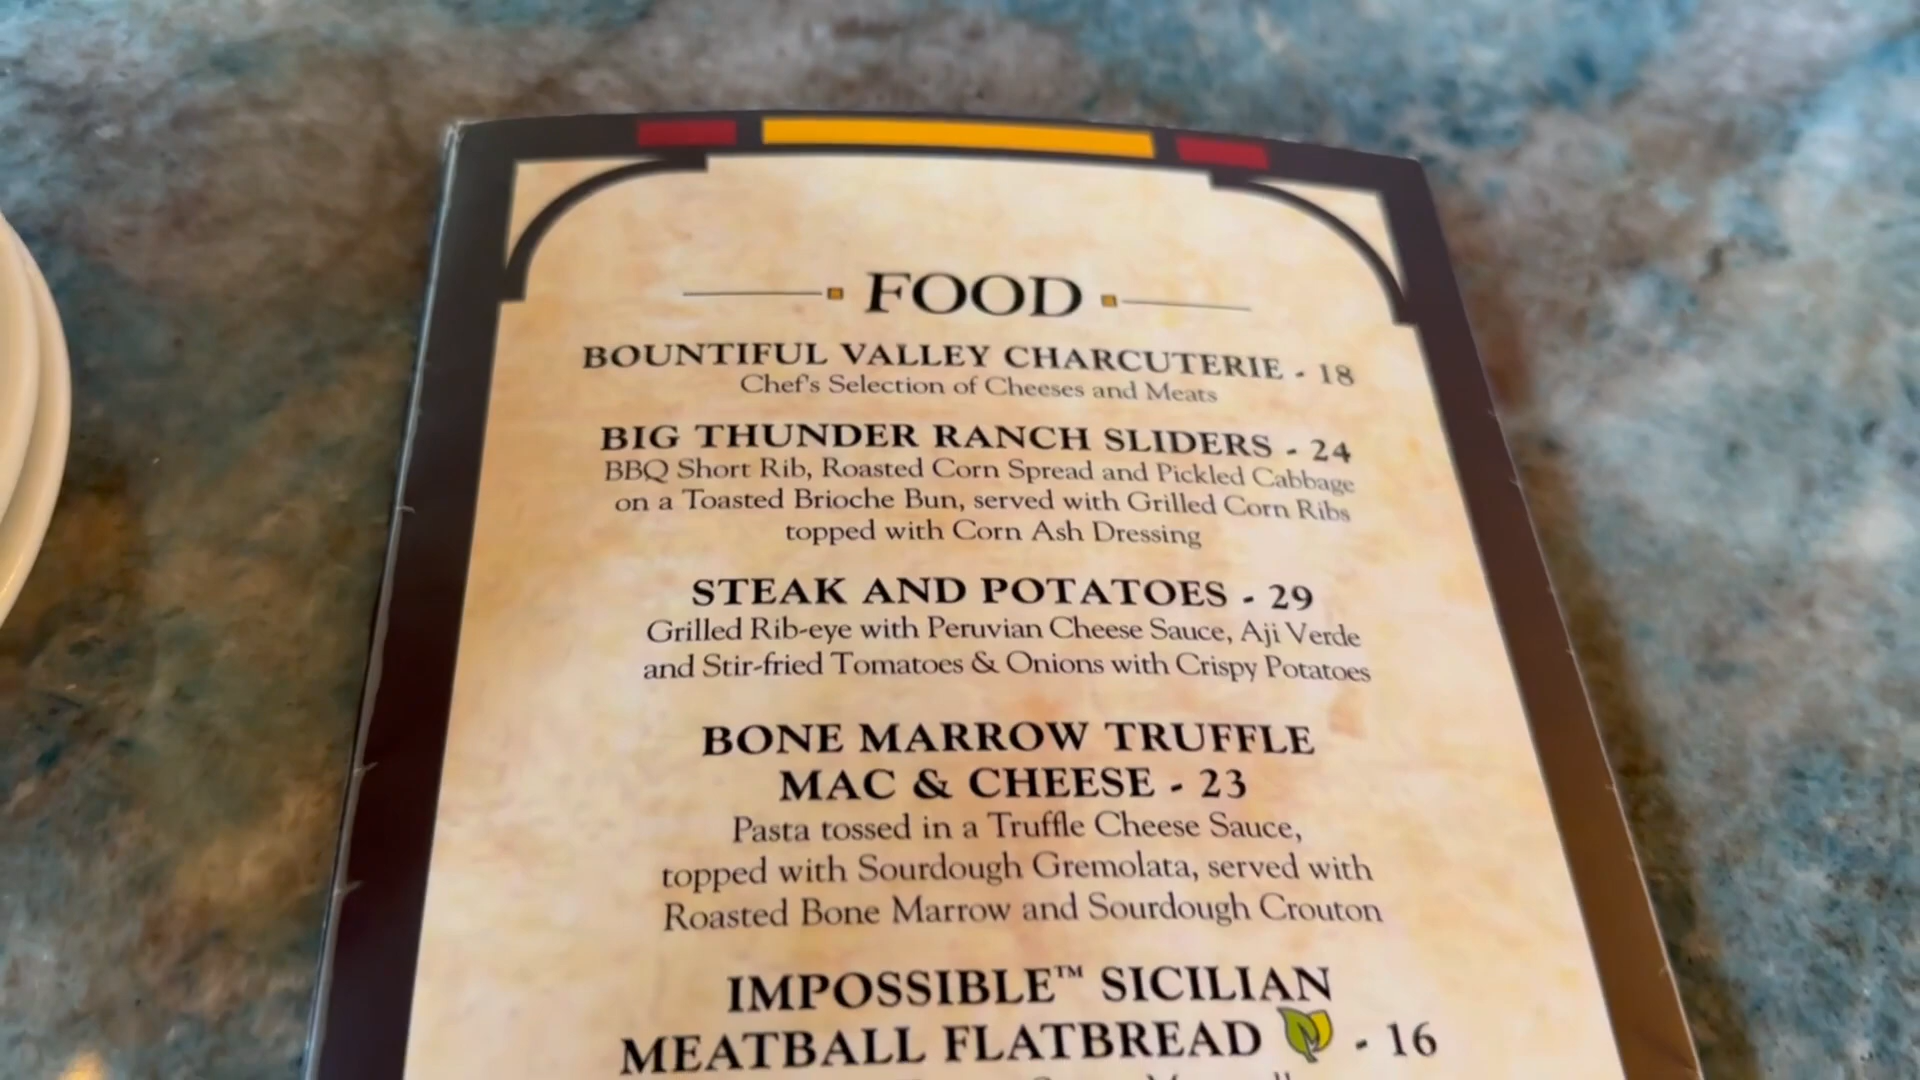 FOOD
BOUNTIFUL VALLEY CHARCUTERIE - 18
Chef's Selection of Cheeses and Meats
BIG THUNDER RANCH SLIDERS - 24
BBQ Short Rib, Roasted Corn Spread and Pickled Cabbage
on a Toasted Brioche Bun, served with Grilled Corn Ribs
topped with Corn Ash Dressing
STEAK AND POTATOES - 29
Grilled Rib-eye with Peruvian Cheese Sauce, Aji Verde
and Stir-fried Tomatoes & Onions with Crispy Potatoes
BONE MARROW TRUFFLE
MAC & CHEESE - 23
Pasta tossed in a Truffle Cheese Sauce,
topped with Sourdough Gremolata, served with
Roasted Bone Marrow and Sourdough Crouton
IMPOSSIBLE™ SICILIAN
MEATBALL FLATBREAD - 16